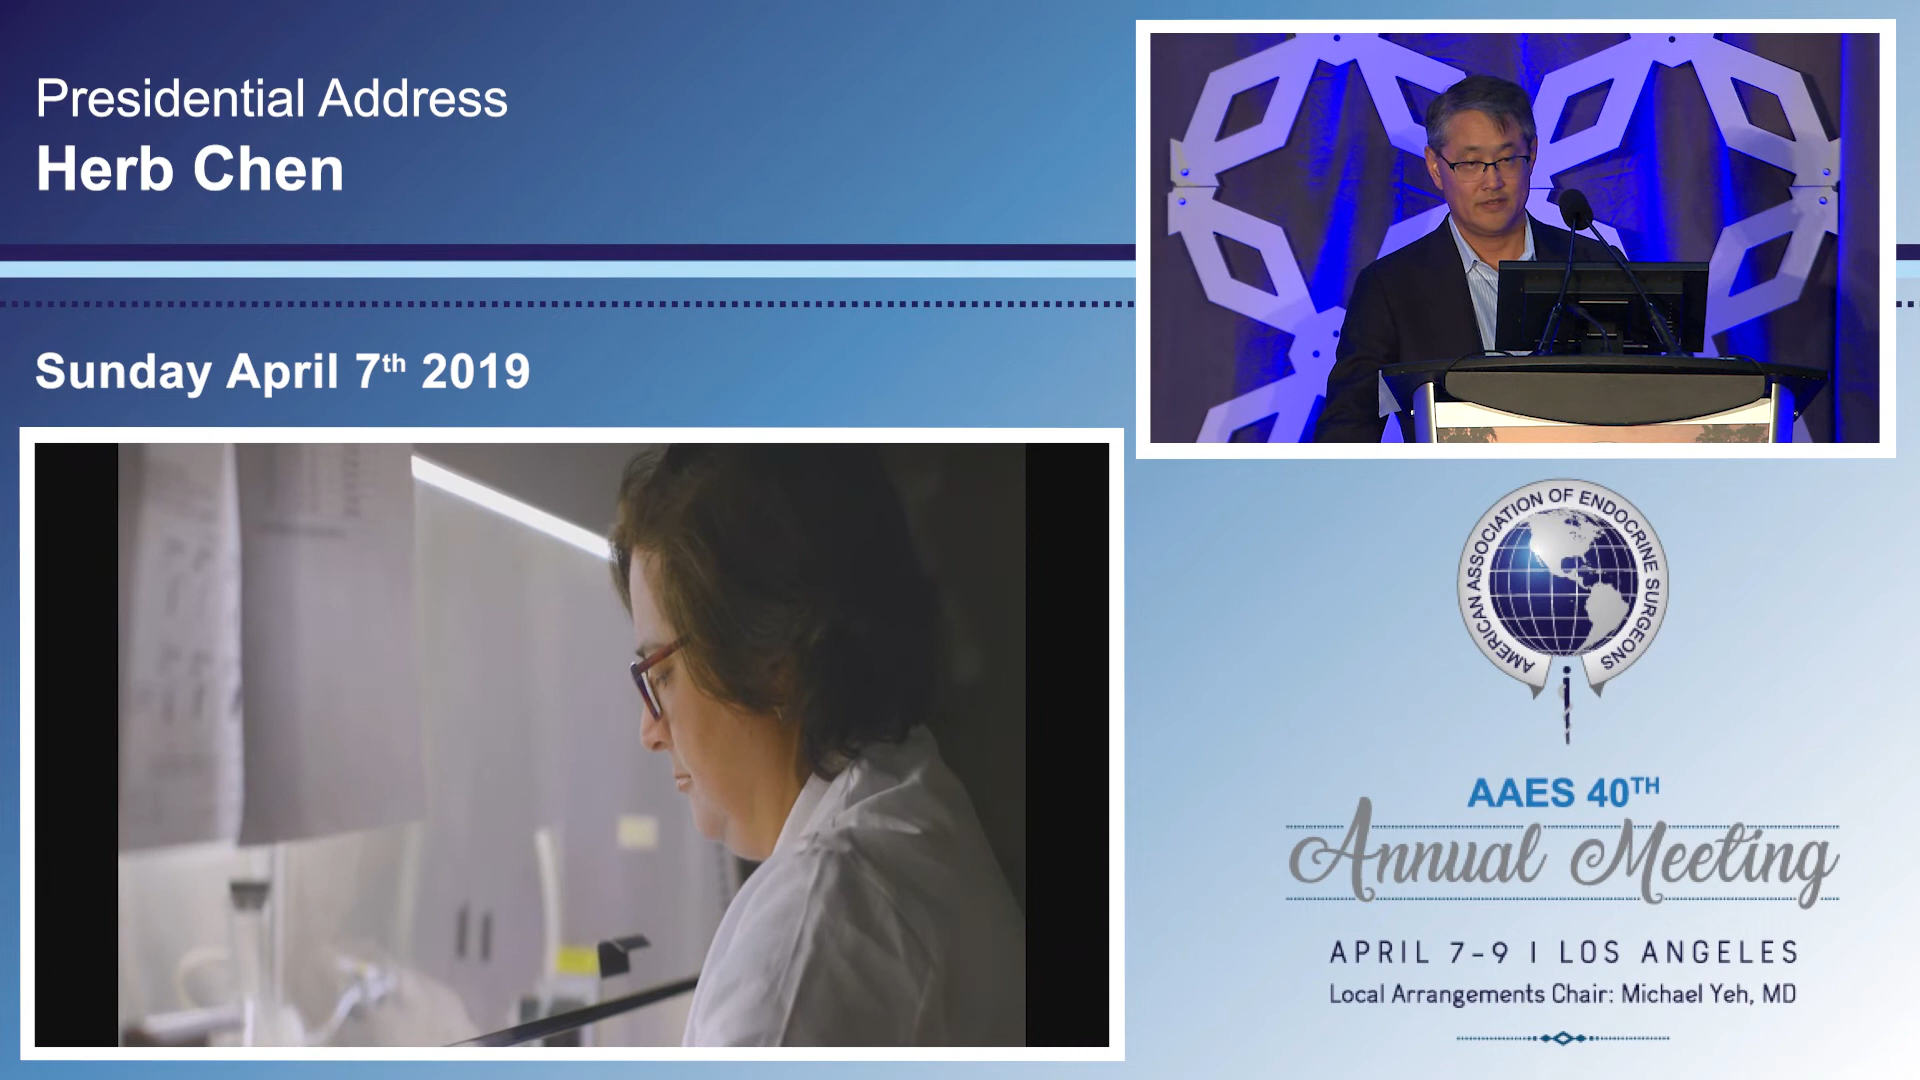 Presidential Address
Herb Chen
Sunday April 7th 2019
AMERICAN ASSOCIATION OF ENDOCRINE SURGEONS
AAES 40TH
Annual Meeting
APRIL 7-9 | LOS ANGELES
Local Arrangements Chair: Michael Yeh, MD